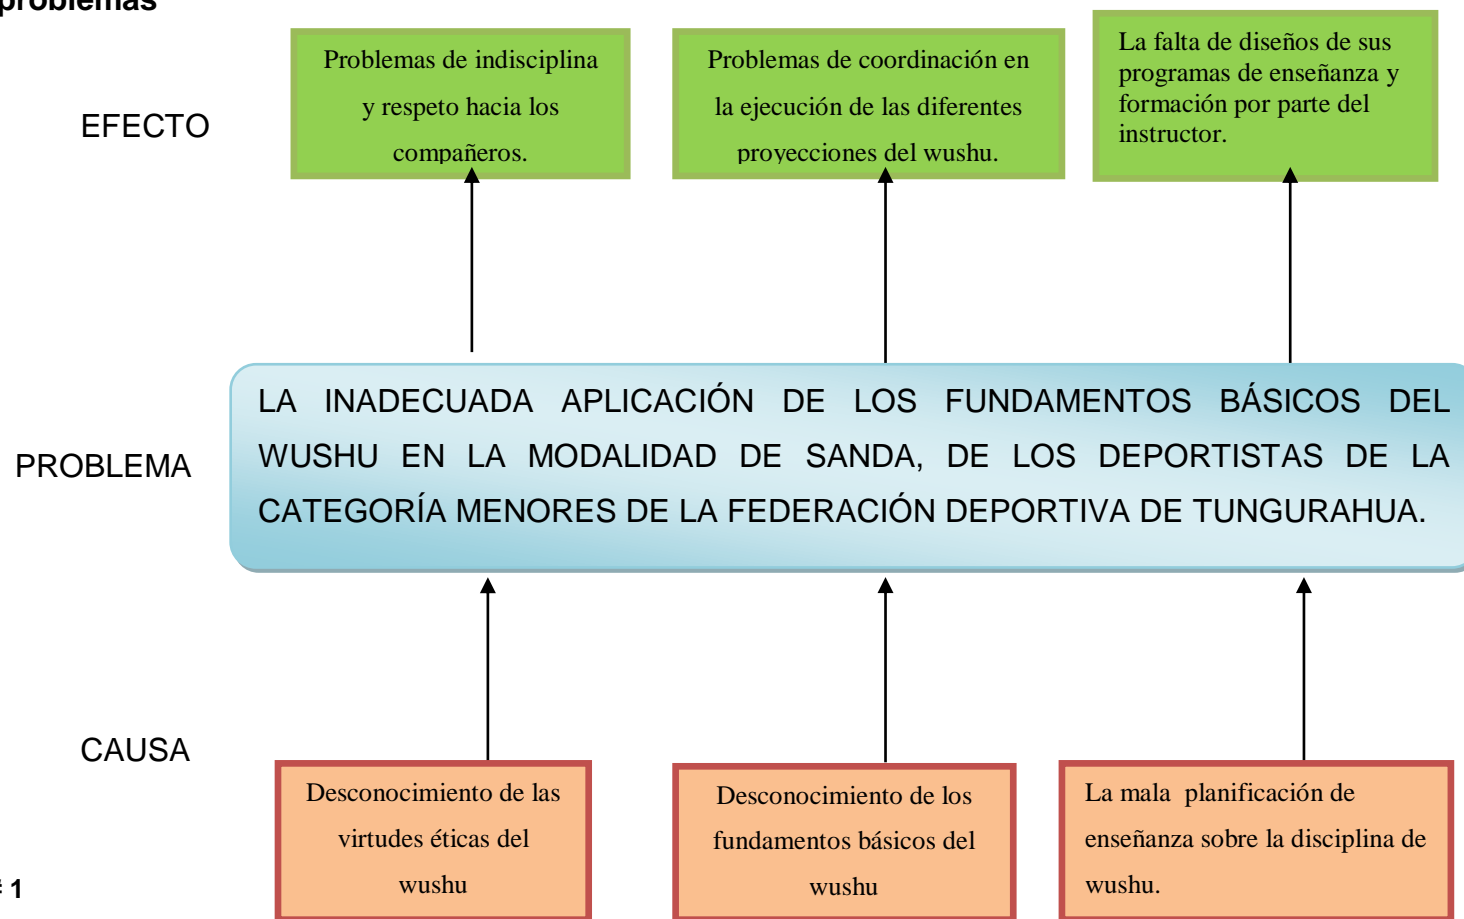 problemas
EFECTO
Problemas de indisciplina
y respeto hacia los
compañeros.
Problemas de coordinación en
la ejecución de las diferentes
proyecciones del wushu.
La falta de diseños de sus
programas de enseñanza y
formación por parte del
instructor.
PROBLEMA
LA INADECUADA APLICACIÓN DE LOS FUNDAMENTOS BÁSICOS DEL
WUSHU EN LA MODALIDAD DE SANDA, DE LOS DEPORTISTAS DE LA
CATEGORÍA MENORES DE LA FEDERACIÓN DEPORTIVA DE TUNGURAHUA.
CAUSA
Desconocimiento de las
virtudes éticas del
wushu
Desconocimiento de los
fundamentos básicos del
wushu
La mala planificación de
enseñanza sobre la disciplina de
wushu.
# 1